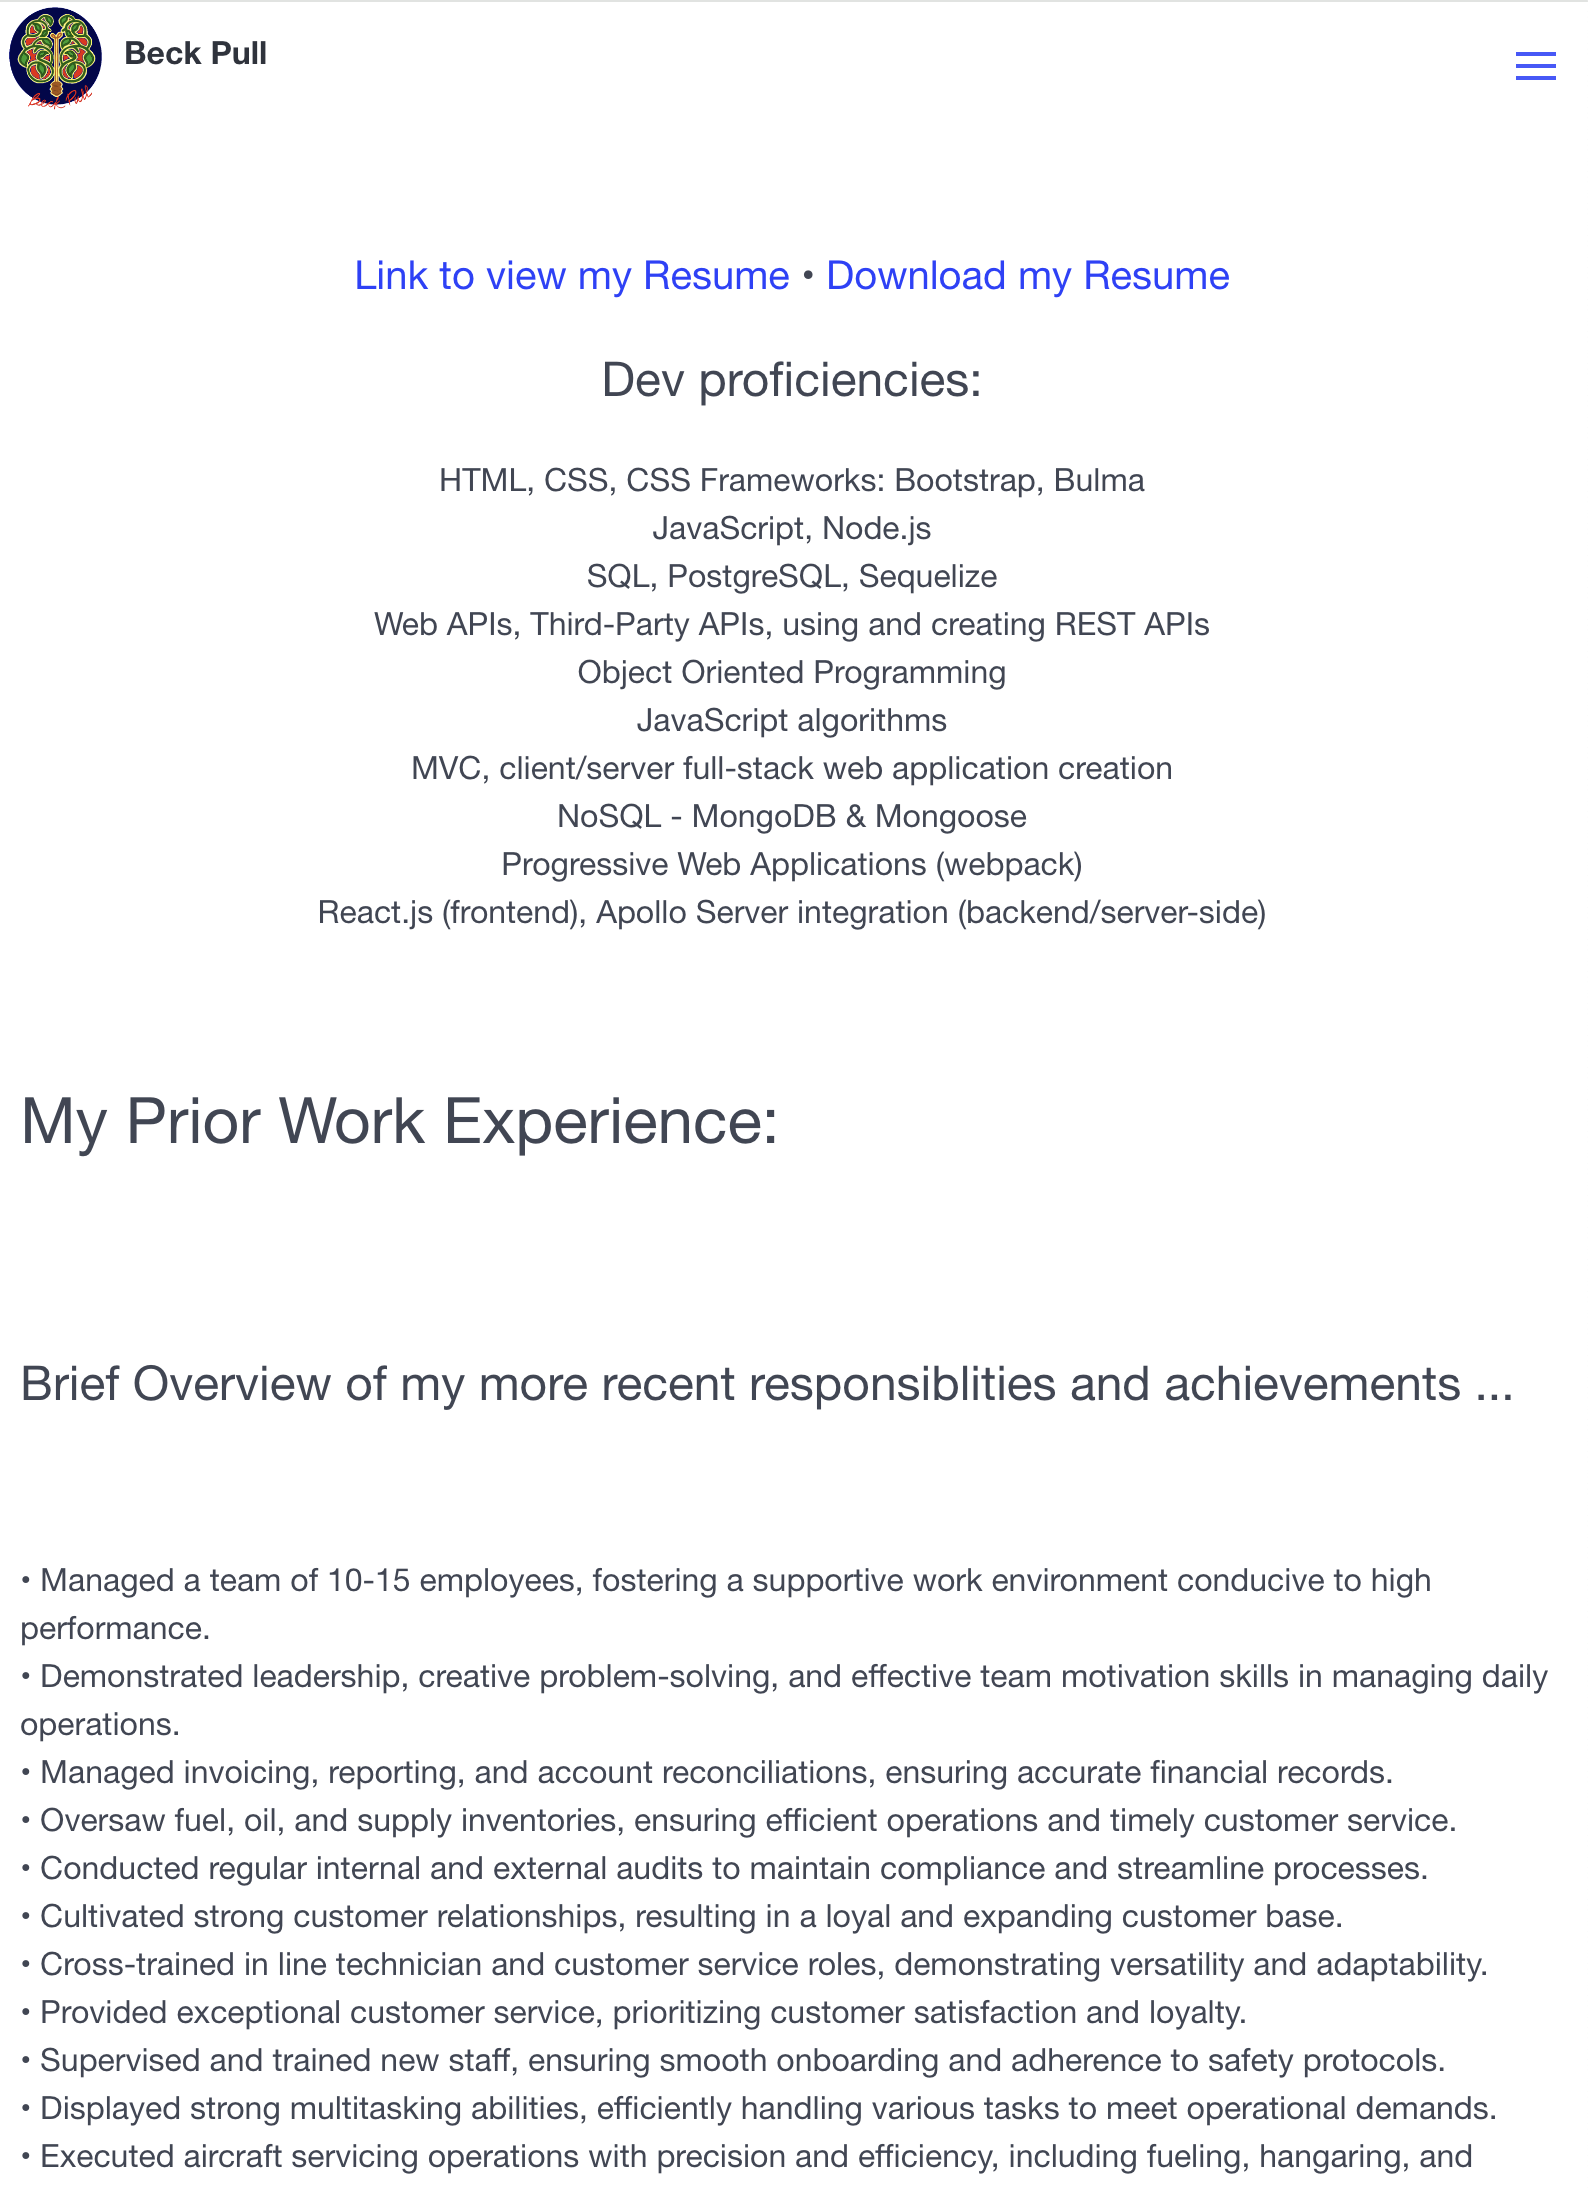 Beck Pull
Beck Pull
Link to view my Resume • Download my Resume
Dev proficiencies:
HTML, CSS, CSS Frameworks: Bootstrap, Bulma
JavaScript, Node.js
SQL, PostgreSQL, Sequelize
Web APIs, Third-Party APIs, using and creating REST APIs
Object Oriented Programming
JavaScript algorithms
MVC, client/server full-stack web application creation
NoSQL - MongoDB & Mongoose
Progressive Web Applications (webpack)
React.js (frontend), Apollo Server integration (backend/server-side)
My Prior Work Experience:
Brief Overview of my more recent responsiblities and achievements ...
• Managed a team of 10-15 employees, fostering a supportive work environment conducive to high
performance.
• Demonstrated leadership, creative problem-solving, and effective team motivation skills in managing daily
operations.
• Managed invoicing, reporting, and account reconciliations, ensuring accurate financial records.
• Oversaw fuel, oil, and supply inventories, ensuring efficient operations and timely customer service.
• Conducted regular internal and external audits to maintain compliance and streamline processes.
• Cultivated strong customer relationships, resulting in a loyal and expanding customer base.
• Cross-trained in line technician and customer service roles, demonstrating versatility and adaptability.
• Provided exceptional customer service, prioritizing customer satisfaction and loyalty.
• Supervised and trained new staff, ensuring smooth onboarding and adherence to safety protocols.
• Displayed strong multitasking abilities, efficiently handling various tasks to meet operational demands.
• Executed aircraft servicing operations with precision and efficiency, including fueling, hangaring, and